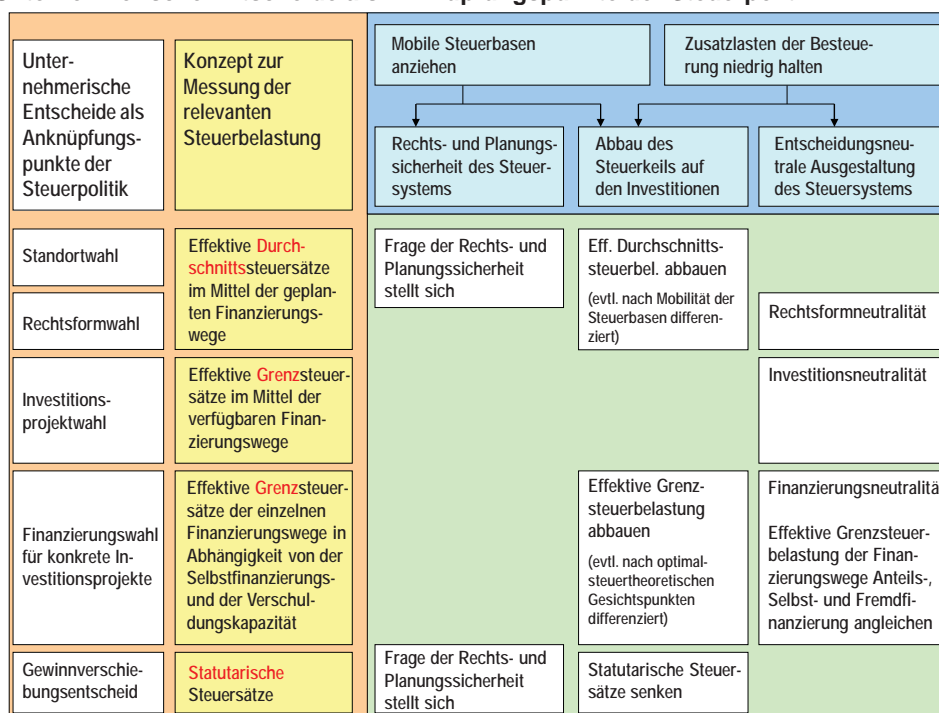 Unter-
nehmerische
Entscheide als
Anknüpfungs-
punkte der
Steuerpolitik
Konzept zur
Messung der
relevanten
Steuerbelastung
Mobile Steuerbasen
anziehen
Zusatzlasten der Besteue-
rung niedrig halten
Rechts- und Planungs-
sicherheit des Steuer-
systems
Abbau des
Steuerkeils auf
den Investitionen
Entscheidungsneu-
trale Ausgestaltung
des Steuersystems
Standortwahl
Rechtsformwahl
Effektive Durch-
schnittssteuersätze
im Mittel der geplan-
ten Finanzierungs-
wege
Frage der Rechts- und
Planungssicherheit
stellt sich
Eff. Durchschnitts-
steuerbel. abbauen
(evtl. nach Mobilität der
Steuerbasen differen-
ziert)
Rechtsformneutralität
Investitions-
projektwahl
Effektive Grenzsteuer-
sätze im Mittel der
verfügbaren Finan-
zierungswege
Investitionsneutralität
Finanzierungswahl
für konkrete In-
vestitionsprojekte
Effektive Grenzsteuer-
sätze der einzelnen
Finanzierungswege in
Abhängigkeit von der
Selbstfinanzierungs-
und der Verschul-
dungskapazität
Effektive Grenz-
steuerbelastung
abbauen
(evtl. nach optimal-
steuertheoretischen
Gesichtspunkten
differenziert)
Finanzierungsneutralität
Effektive Grenzsteuer-
belastung der Finan-
zierungswege Anteils-,
Selbst- und Fremdfi-
nanzierung angleichen
Gewinnverschie-
bungsentscheid
Statutarische
Steuersätze
Frage der Rechts- und
Planungssicherheit
stellt sich
Statutarische Steuer-
sätze senken